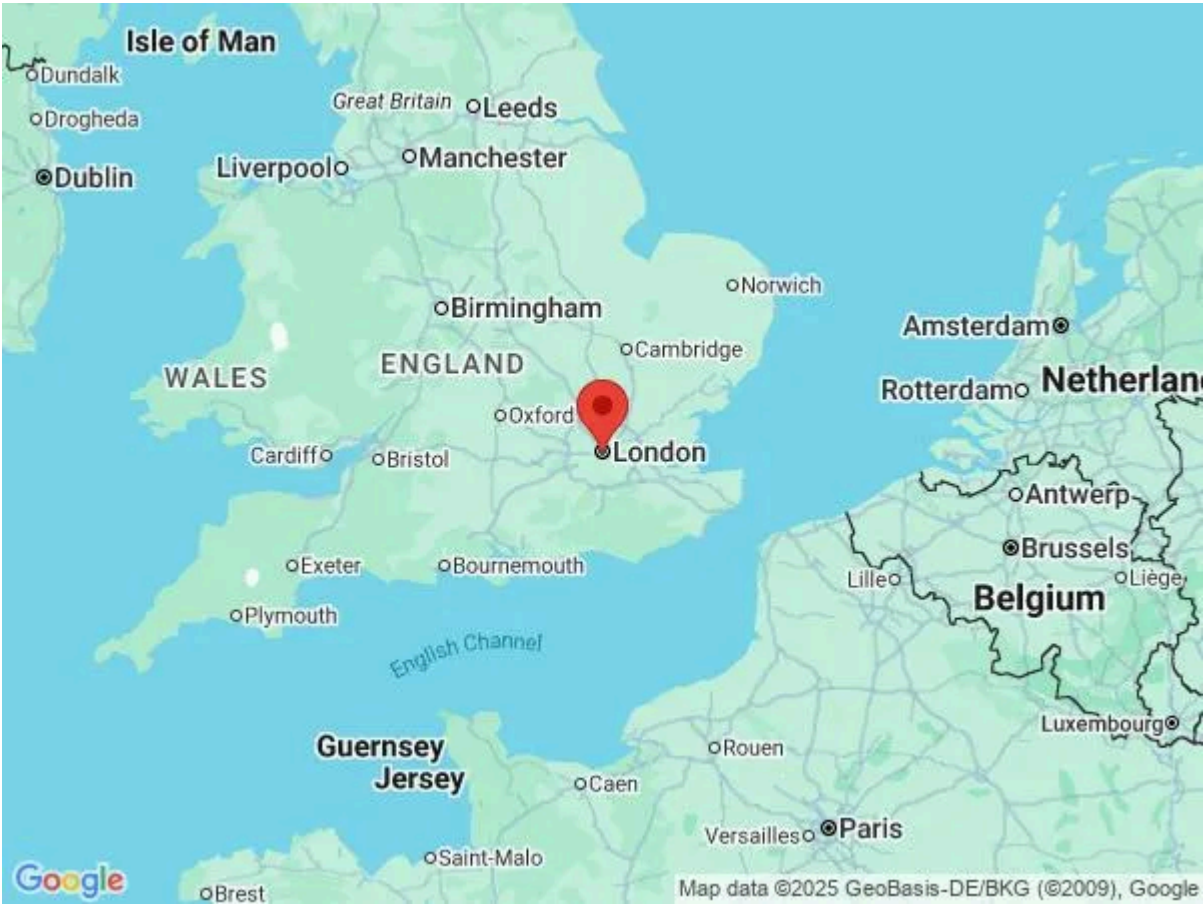 Isle of Man
Dundalk
Great Britain
Leeds
Drogheda
Manchester
Liverpool
Dublin
Norwich
Birmingham
Amsterdam
Cambridge
ENGLAND
WALES
Netherlan
Rotterdam
Oxford
London
Cardiff
Bristol
Antwerp
Brussels
Exeter
Bournemouth
Lille
Liège
Belgium
Plymouth
English Channel
Luxembourg
Guernsey
Rouen
Jersey
Caen
Paris
Versailles
Saint-Malo
Google
Brest
Map data ©2025 GeoBasis-DE/BKG (©2009), Google